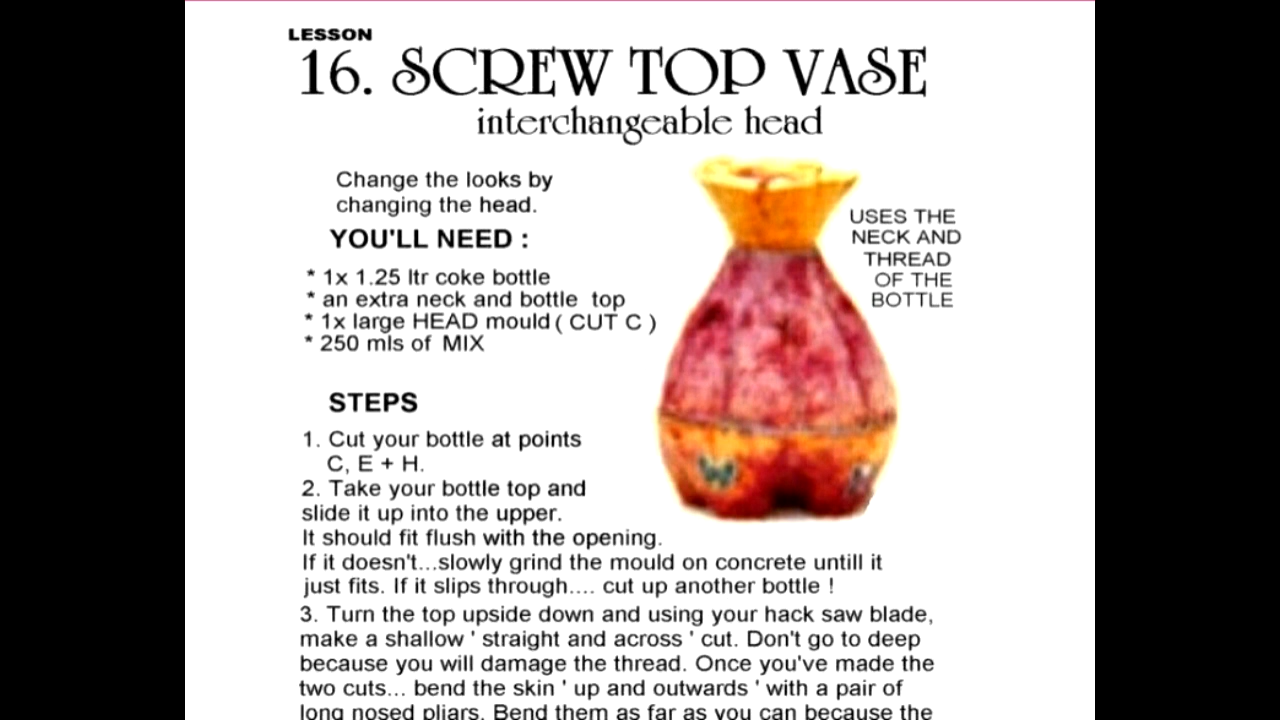 LESSON
16. SCREW TOP VASE
interchangeable head
Change the looks by
changing the head.
YOU'LL NEED :
* 1x 1.25 ltr coke bottle
* an extra neck and bottle top
* 1x large HEAD mould ( CUT C )
* 250 mls of MIX
USES THE
NECK AND
THREAD
OF THE
BOTTLE
STEPS
1. Cut your bottle at points
C, E + H.
2. Take your bottle top and
slide it up into the upper.
It should fit flush with the opening.
If it doesn't...slowly grind the mould on concrete untill it
just fits. If it slips through.... cut up another bottle !
3. Turn the top upside down and using your hack saw blade,
make a shallow ' straight and across ' cut. Don't go to deep
because you will damage the thread. Once you've made the
two cuts... bend the skin ' up and outwards ' with a pair of
long nosed pliars. Bend them as far as you can because the